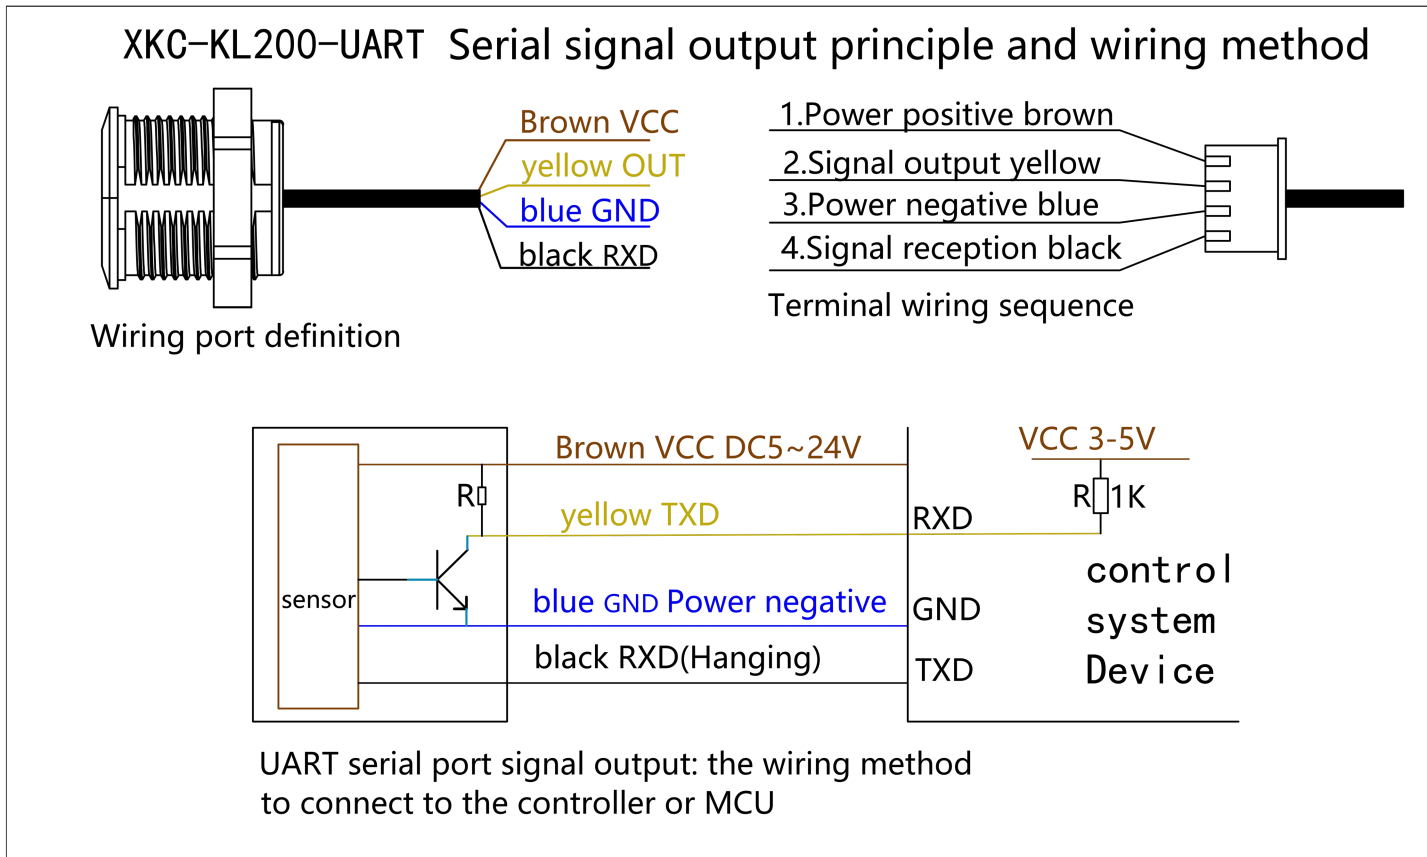 XKC-KL200-UART Serial signal output principle and wiring method
Brown VCC
yellow OUT
blue GND
black RXD
Wiring port definition
1.Power positive brown
2.Signal output yellow
3.Power negative blue
4.Signal reception black
Terminal wiring sequence
Brown VCC DC5~24V
VCC 3-5V
R
R 1K
yellow TXD
RXD
sensor
blue GND Power negative
GND
black RXD(Hanging)
TXD
control
system
Device
UART serial port signal output: the wiring method
to connect to the controller or MCU